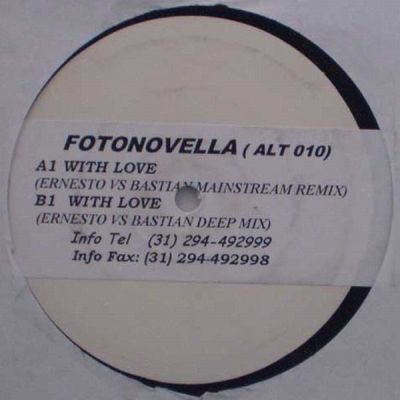 FOTONOVELLA ( ALT 010)
A1 WITH LOVE
(ERNESTO VS BASTIAN MAINSTREAM REMIX)
B1 WITH LOVE
(ERNESTO VS BASTIAN DEEP MIX)
Info Tel (31) 294-492999
Info Fax: (31) 294-492998